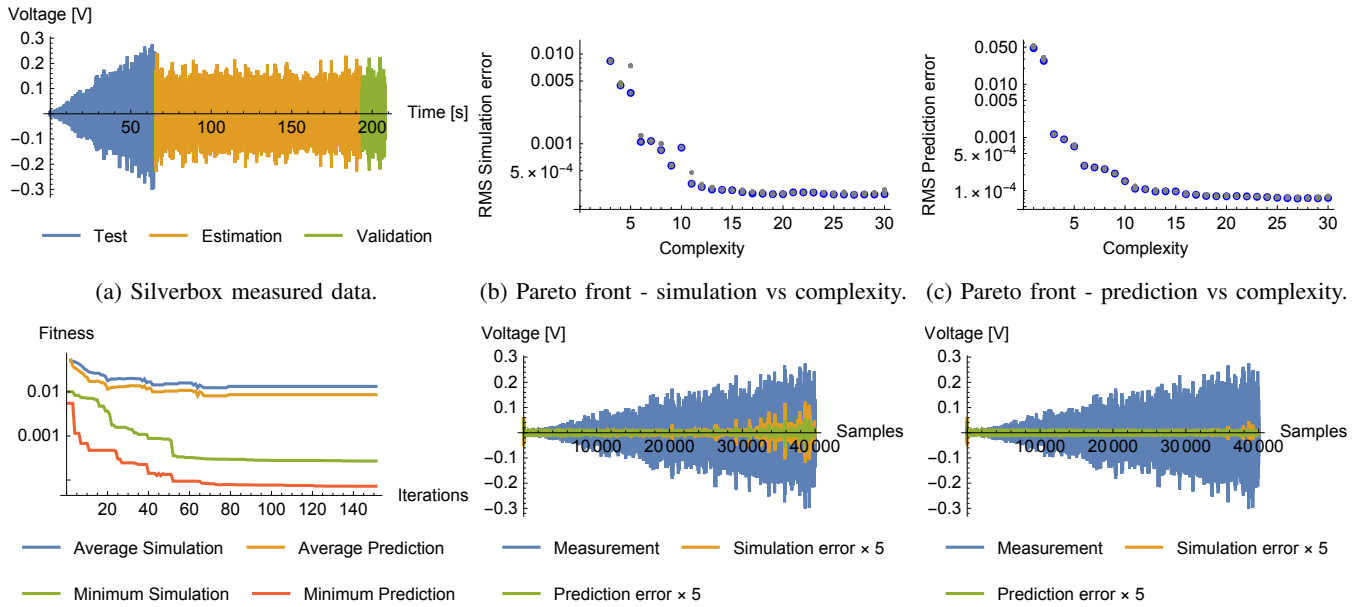 Voltage [V]
0.3
0.2
0.1
0
-0.1
-0.2
-0.3
50
100
150
200
Time [s]
Test
Estimation
Validation
(a) Silverbox measured data.
RMS Simulation error
0.010
0.005
0.001
5. × 10⁻⁴
5
10
15
20
25
30
Complexity
(b) Pareto front - simulation vs complexity.
RMS Prediction error
0.050
0.010
0.005
0.001
5. × 10⁻⁴
1. × 10⁻⁴
5
10
15
20
25
30
Complexity
(c) Pareto front - prediction vs complexity.
Fitness
0.01
0.001
20
40
60
80
100
120
140
Iterations
Average Simulation
Average Prediction
Minimum Simulation
Minimum Prediction
Voltage [V]
0.3
0.2
0.1
0.0
-0.1
-0.2
-0.3
10 000
20 000
30 000
40 000
Samples
Measurement
Simulation error × 5
Prediction error × 5
Voltage [V]
0.3
0.2
0.1
0.0
-0.1
-0.2
-0.3
10 000
20 000
30 000
40 000
Samples
Measurement
Simulation error × 5
Prediction error × 5